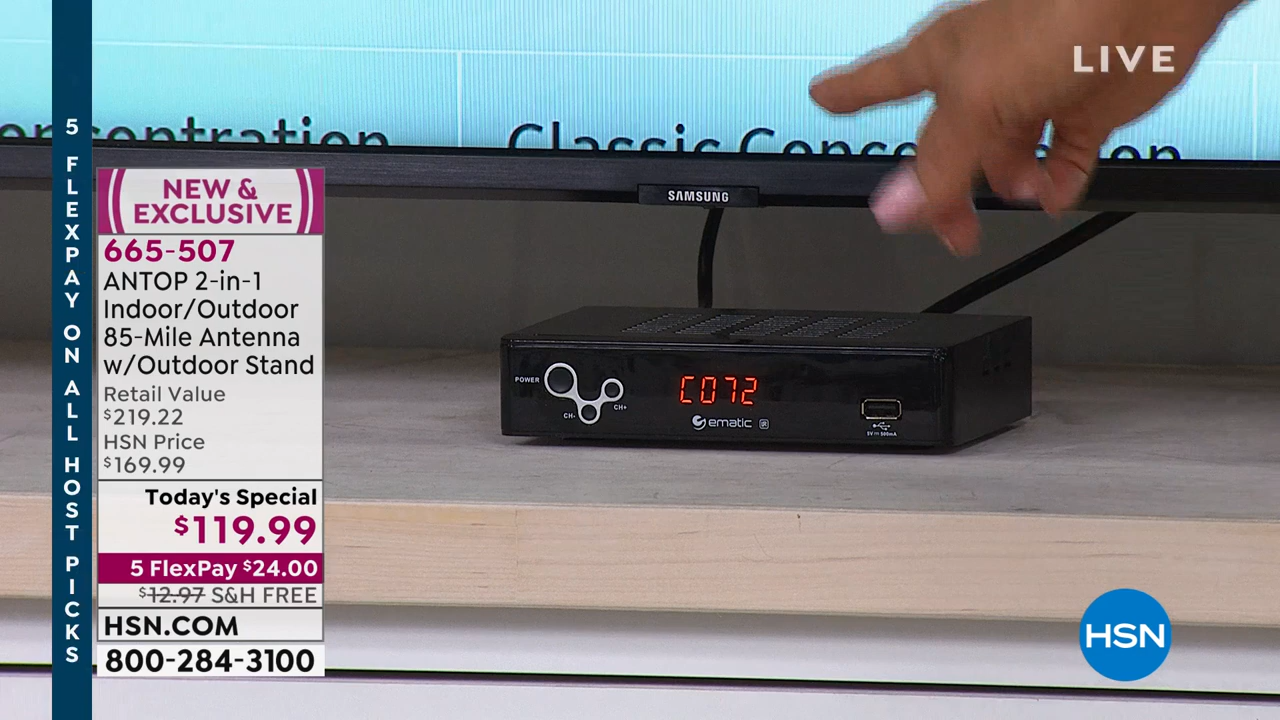 LIVE
Classic
SAMSUNG
5 FLEXPAY ON ALL HOST PICKS
NEW &
EXCLUSIVE
665-507
ANTOP 2-in-1
Indoor/Outdoor
85-Mile Antenna
w/Outdoor Stand
Retail Value
$219.22
HSN Price
$169.99
Today's Special
$119.99
5 FlexPay $24.00
$12.97 S&H FREE
HSN.COM
800-284-3100
POWER
CH-
CH+
C072
ematic
5V⎓500mA
HSN